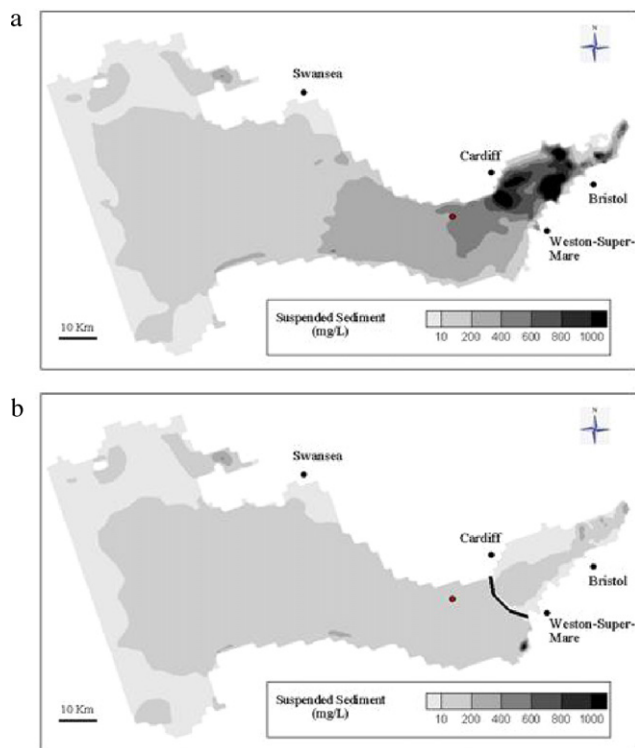 a
N
Swansea
Cardiff
Bristol
Weston-Super-
Mare
10 Km
Suspended Sediment
(mg/L)
10 200 400 600 800 1000
b
N
Swansea
Cardiff
Bristol
Weston-Super-
Mare
10 Km
Suspended Sediment
(mg/L)
10 200 400 600 800 1000